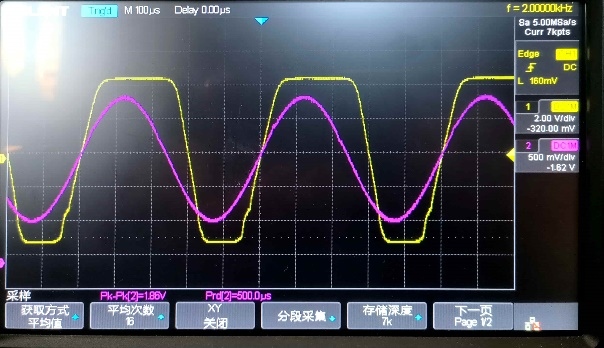 Trig'd M 100μs Delay 0.00μs f = 2.00000kHz
Sa 5.00MSa/s
Curr 7kpts
Edge
DC
L 160mV
1
2.00 V/div
-320.00 mV
2 DC1M
500 mV/div
-1.62 V
采样 Pk-Pk[2]=1.86V Prd[2]=500.0μs
获取方式
平均值
平均次数
16
XY
关闭
分段采集
存储深度
7k
下一页
Page 1/2